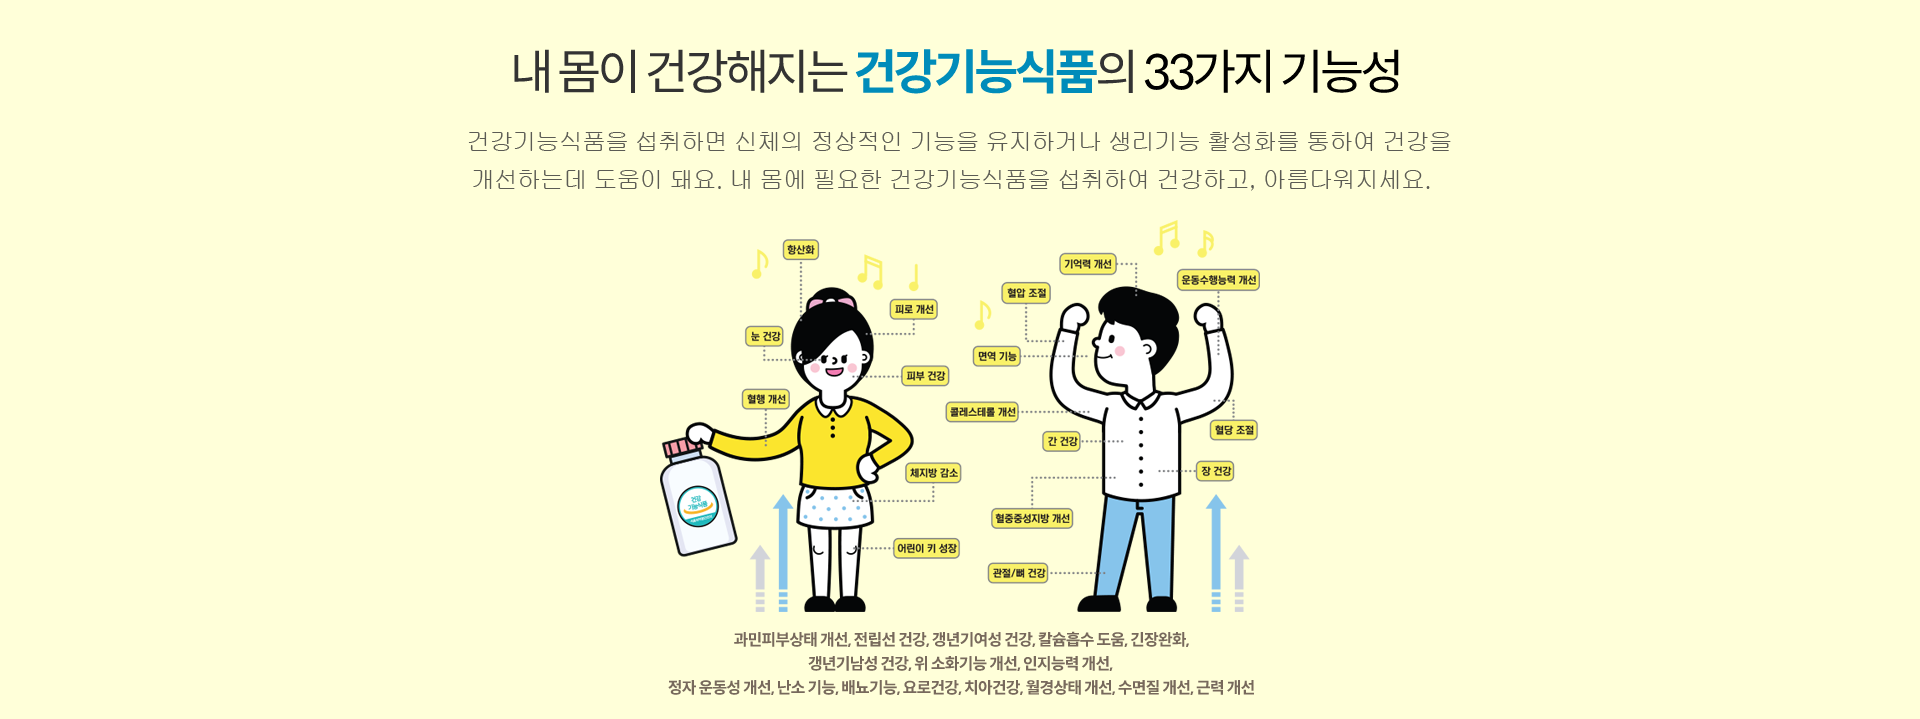 내 몸이 건강해지는 건강기능식품의 33가지 기능성
건강기능식품을 섭취하면 신체의 정상적인 기능을 유지하거나 생리기능 활성화를 통하여 건강을
개선하는데 도움이 돼요. 내 몸에 필요한 건강기능식품을 섭취하여 건강하고, 아름다워지세요.
항산화
피로 개선
눈 건강
피부 건강
혈행 개선
체지방 감소
건강
기능식품
어린이 키 성장
기억력 개선
운동수행능력 개선
혈압 조절
면역 기능
콜레스테롤 개선
혈당 조절
간 건강
장 건강
혈중중성지방 개선
관절/뼈 건강
과민피부상태 개선, 전립선 건강, 갱년기여성 건강, 칼슘흡수 도움, 긴장완화,
갱년기남성 건강, 위 소화기능 개선, 인지능력 개선,
정자 운동성 개선, 난소 기능, 배뇨기능, 요로건강, 치아건강, 월경상태 개선, 수면질 개선, 근력 개선